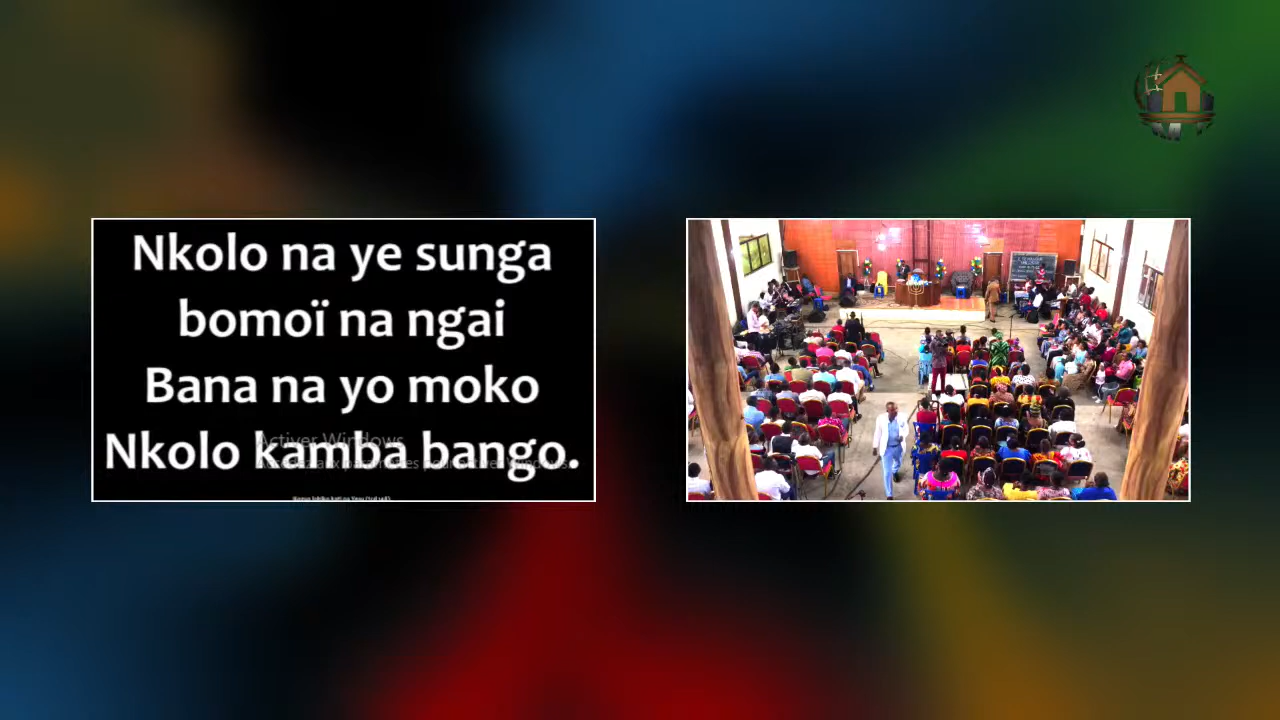 Nkolo na ye sunga
bomoï na ngai
Bana na yo moko
Nkolo kamba bango.
Activer Windows